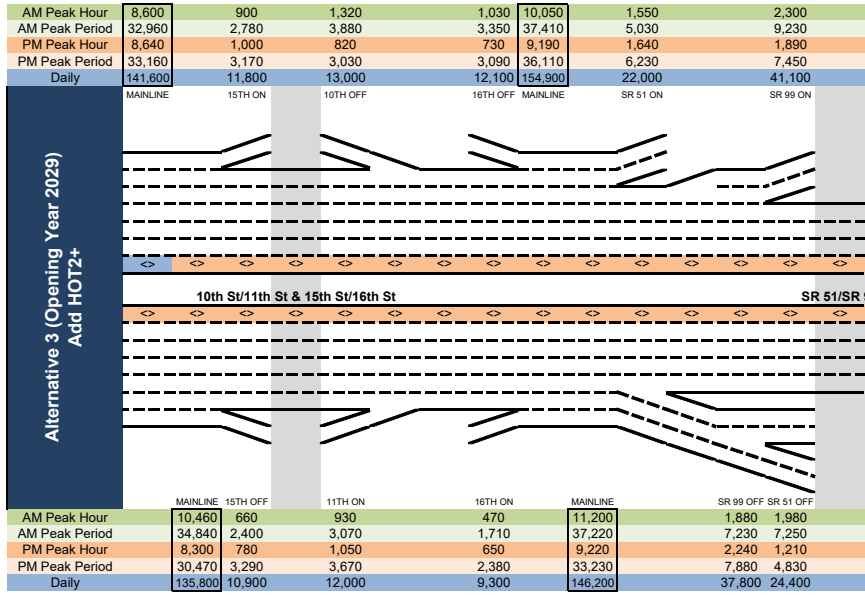 AM Peak Hour 8,600 900 1,320 1,030 10,050 1,550 2,300
AM Peak Period 32,960 2,780 3,880 3,350 37,410 5,030 9,230
PM Peak Hour 8,640 1,000 820 730 9,190 1,640 1,890
PM Peak Period 33,160 3,170 3,030 3,090 36,110 6,230 7,450
Daily 141,600 11,800 13,000 12,100 154,900 22,000 41,100
MAINLINE 15TH ON 10TH OFF 16TH OFF MAINLINE SR 51 ON SR 99 ON
Alternative 3 (Opening Year 2029)
Add HOT2+
<> <> <> <> <> <> <> <> <> <> <> <> <> <> <>
10th St/11th St & 15th St/16th St SR 51/SR 9
<> <> <> <> <> <> <> <> <> <> <> <> <> <> <>
MAINLINE 15TH OFF 11TH ON 16TH ON MAINLINE SR 99 OFF SR 51 OFF
AM Peak Hour 10,460 660 930 470 11,200 1,880 1,980
AM Peak Period 34,840 2,400 3,070 1,710 37,220 7,230 7,250
PM Peak Hour 8,300 780 1,050 650 9,220 2,240 1,210
PM Peak Period 30,470 3,290 3,670 2,380 33,230 7,880 4,830
Daily 135,800 10,900 12,000 9,300 146,200 37,800 24,400